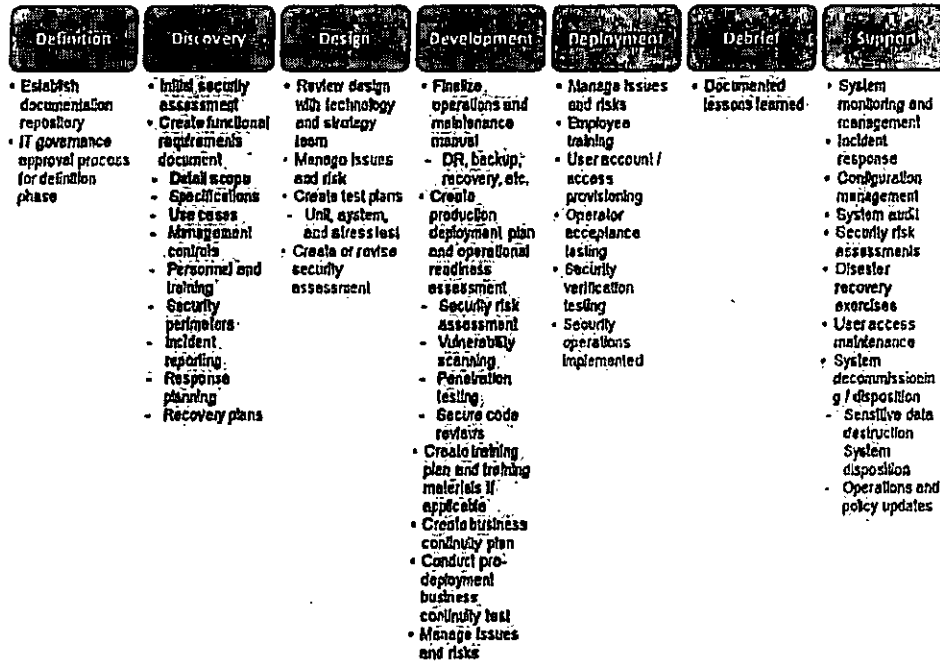 Definition
• Establish
documentation
repository
• IT governance
approval process
for definition
phase
Discovery
• Initial security
assessment
• Create functional
requirements
document
- Detail scope
- Specifications
- Use cases
- Management
controls
- Personnel and
training
- Security
perimeters
- Incident
reporting
- Response
planning
- Recovery plans
Design
• Review design
with technology
and strategy
team
• Manage issues
and risk
• Create test plans
- Unit, system,
and stress test
• Create or revise
security
assessment
Development
• Finalize
operations and
maintenance
manual
- DR, backup,
recovery, etc.
• Create
production
deployment plan
and operational
readiness
assessment
- Security risk
assessment
- Vulnerability
scanning
- Penetration
testing
- Secure code
reviews
• Create training
plan and training
materials if
applicable
• Create business
continuity plan
• Conduct pre-
deployment
business
continuity test
• Manage issues
and risks
Deployment
• Manage issues
and risks
• Employee
training
• User account /
access
provisioning
• Operator
acceptance
testing
• Security
verification
testing
• Security
operations
implemented
Debrief
• Documented
lessons learned
Support
• System
monitoring and
management
• Incident
response
• Configuration
management
• System audit
• Security risk
assessments
• Disaster
recovery
exercises
• User access
maintenance
• System
decommissionin
g / disposition
- Sensitive data
destruction
System
disposition
- Operations and
policy updates